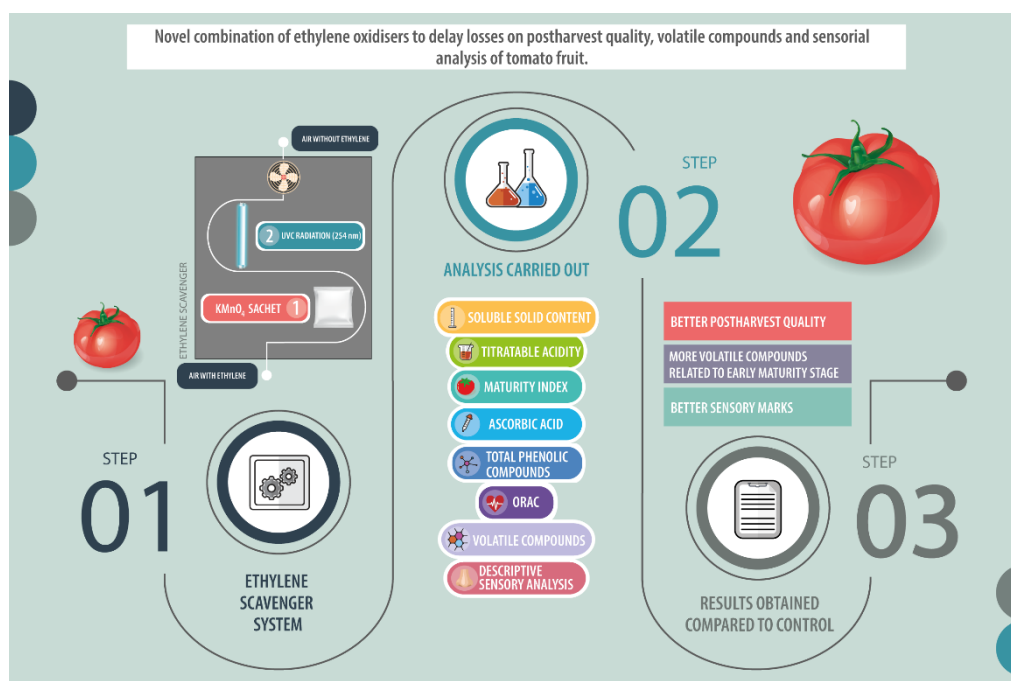 Novel combination of ethylene oxidisers to delay losses on postharvest quality, volatile compounds and sensorial
analysis of tomato fruit.
AIR WITHOUT ETHYLENE
ETHYLENE SCAVENGER
2 UVC RADIATION (254 nm)
KMnO₄ SACHET 1
AIR WITH ETHYLENE
STEP
01
ETHYLENE
SCAVENGER
SYSTEM
ANALYSIS CARRIED OUT
SOLUBLE SOLID CONTENT
TITRATABLE ACIDITY
MATURITY INDEX
ASCORBIC ACID
TOTAL PHENOLIC
COMPOUNDS
ORAC
VOLATILE COMPOUNDS
DESCRIPTIVE
SENSORY ANALYSIS
STEP
02
BETTER POSTHARVEST QUALITY
MORE VOLATILE COMPOUNDS
RELATED TO EARLY MATURITY STAGE
BETTER SENSORY MARKS
STEP
03
RESULTS OBTAINED
COMPARED TO CONTROL